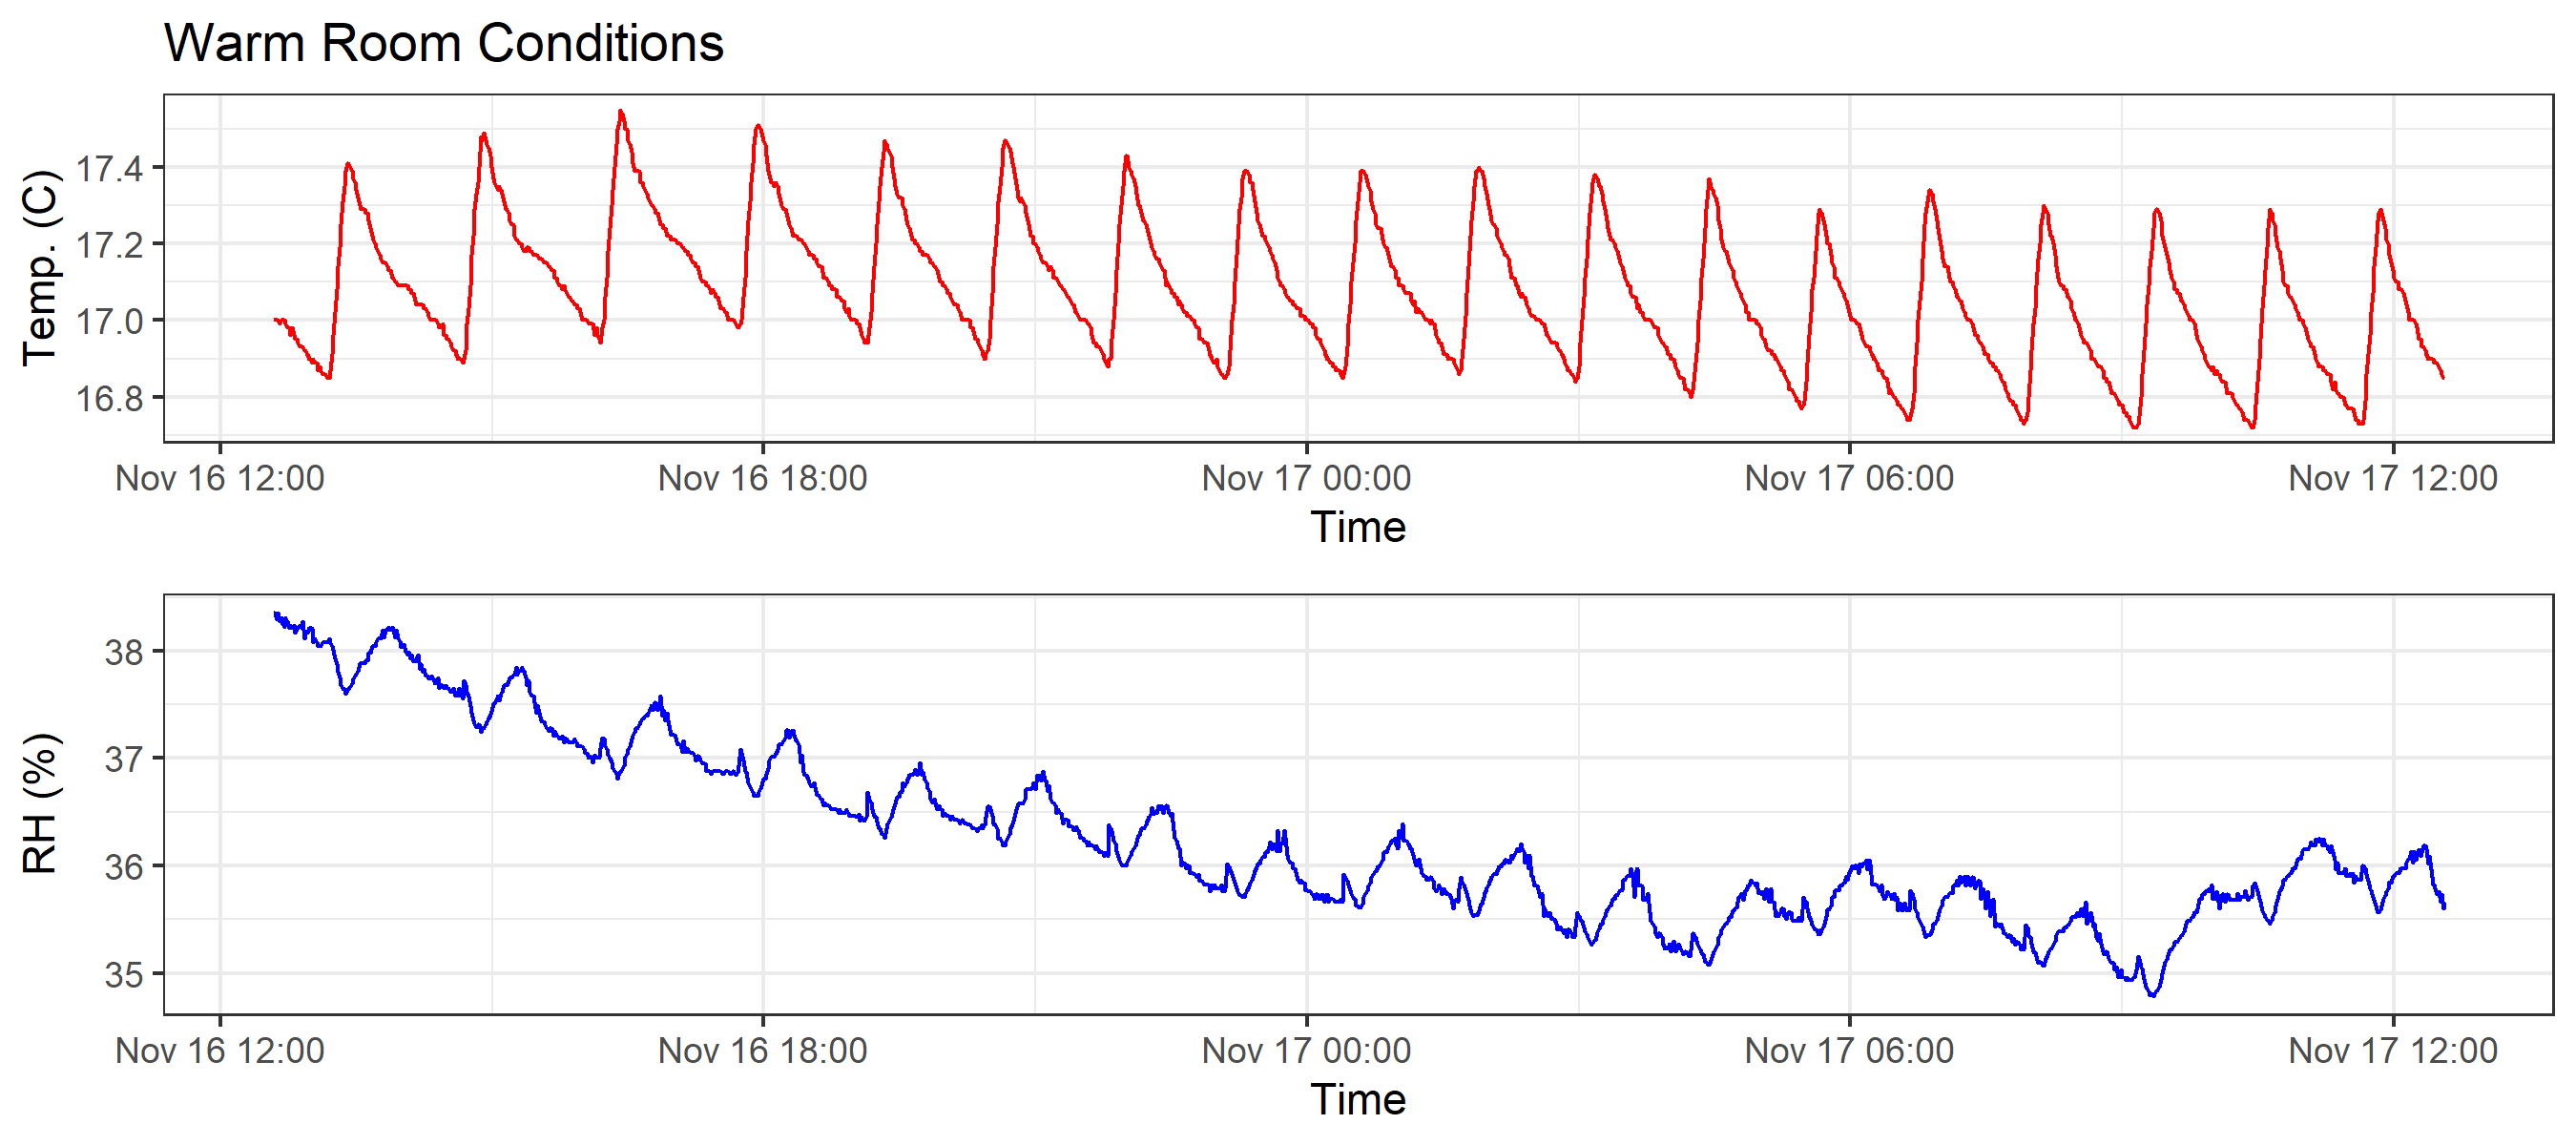 Warm Room Conditions
Temp. (C)
17.4
17.2
17.0
16.8
Nov 16 12:00 Nov 16 18:00 Nov 17 00:00 Nov 17 06:00 Nov 17 12:00
Time
RH (%)
38
37
36
35
Nov 16 12:00 Nov 16 18:00 Nov 17 00:00 Nov 17 06:00 Nov 17 12:00
Time